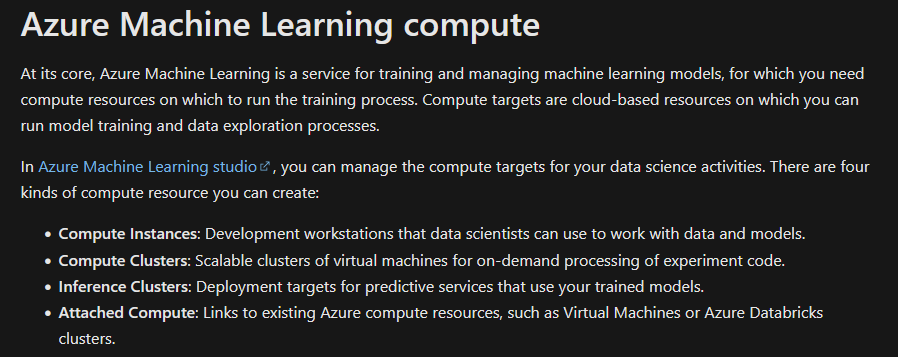 Azure Machine Learning compute
At its core, Azure Machine Learning is a service for training and managing machine learning models, for which you need
compute resources on which to run the training process. Compute targets are cloud-based resources on which you can
run model training and data exploration processes.
In Azure Machine Learning studio, you can manage the compute targets for your data science activities. There are four
kinds of compute resource you can create:
• Compute Instances: Development workstations that data scientists can use to work with data and models.
• Compute Clusters: Scalable clusters of virtual machines for on-demand processing of experiment code.
• Inference Clusters: Deployment targets for predictive services that use your trained models.
• Attached Compute: Links to existing Azure compute resources, such as Virtual Machines or Azure Databricks
clusters.